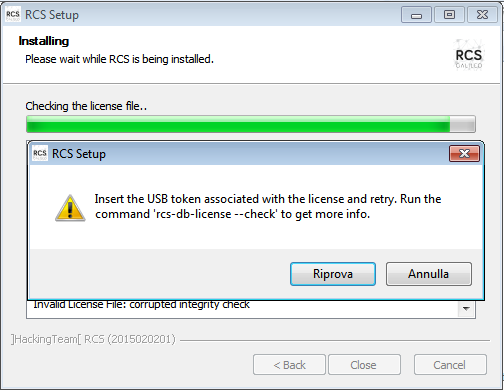 RCS RCS Setup
Installing
Please wait while RCS is being installed.
RCS
GALILEO
Checking the license file..
RCS RCS Setup
Insert the USB token associated with the license and retry. Run the
command 'rcs-db-license --check' to get more info.
Riprova Annulla
Invalid License File: corrupted integrity check
]HackingTeam[ RCS (2015020201)
< Back Close Cancel